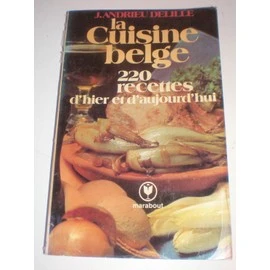 J. ANDRIEU DELILLE
la
Cuisine
belge
220
recettes
d'hier et d'aujourd'hui
marabout